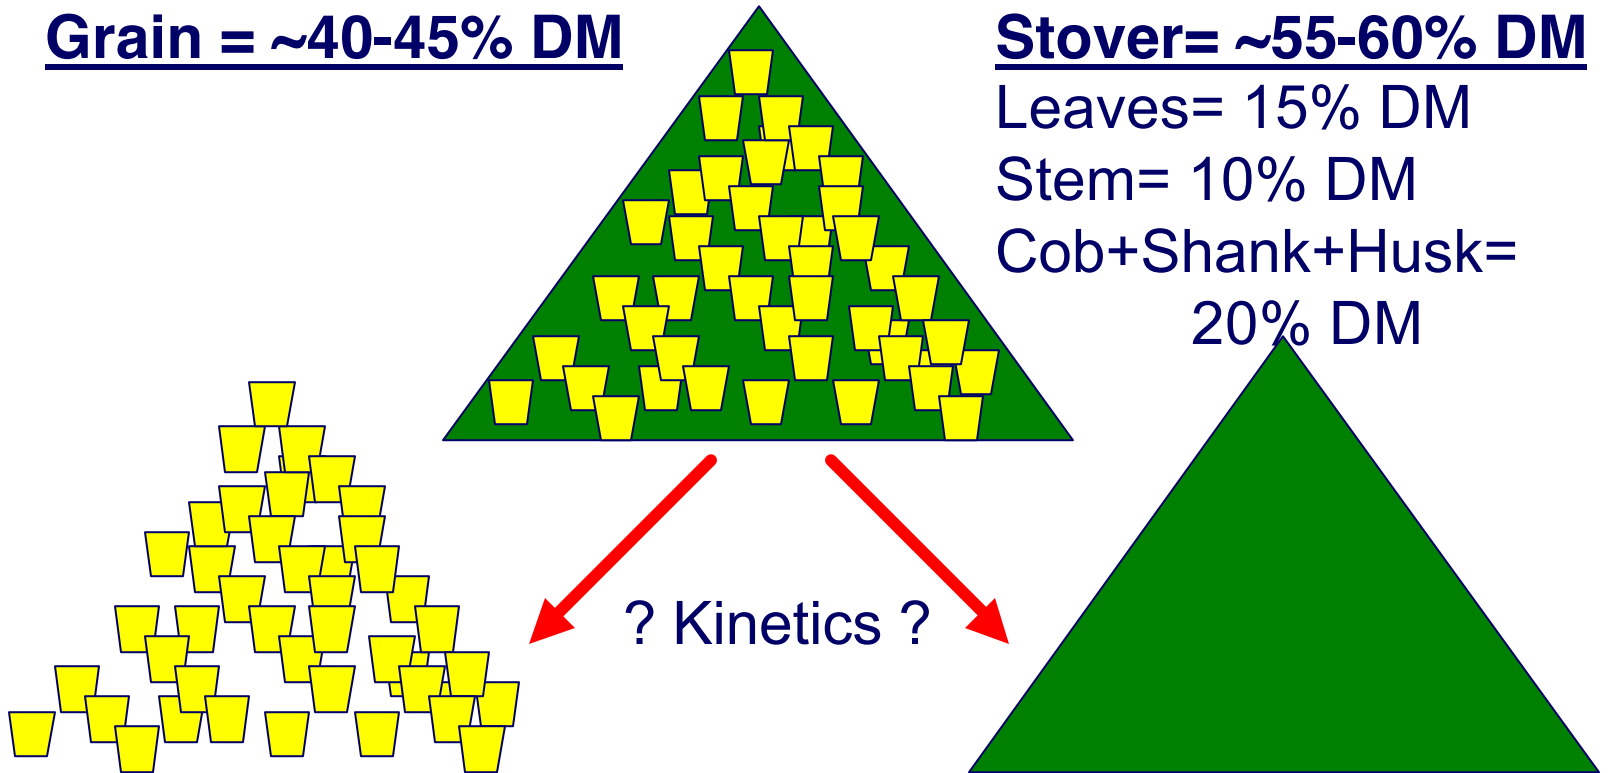 Grain = ~40-45% DM
Stover= ~55-60% DM
Leaves= 15% DM
Stem= 10% DM
Cob+Shank+Husk=
20% DM
? Kinetics ?